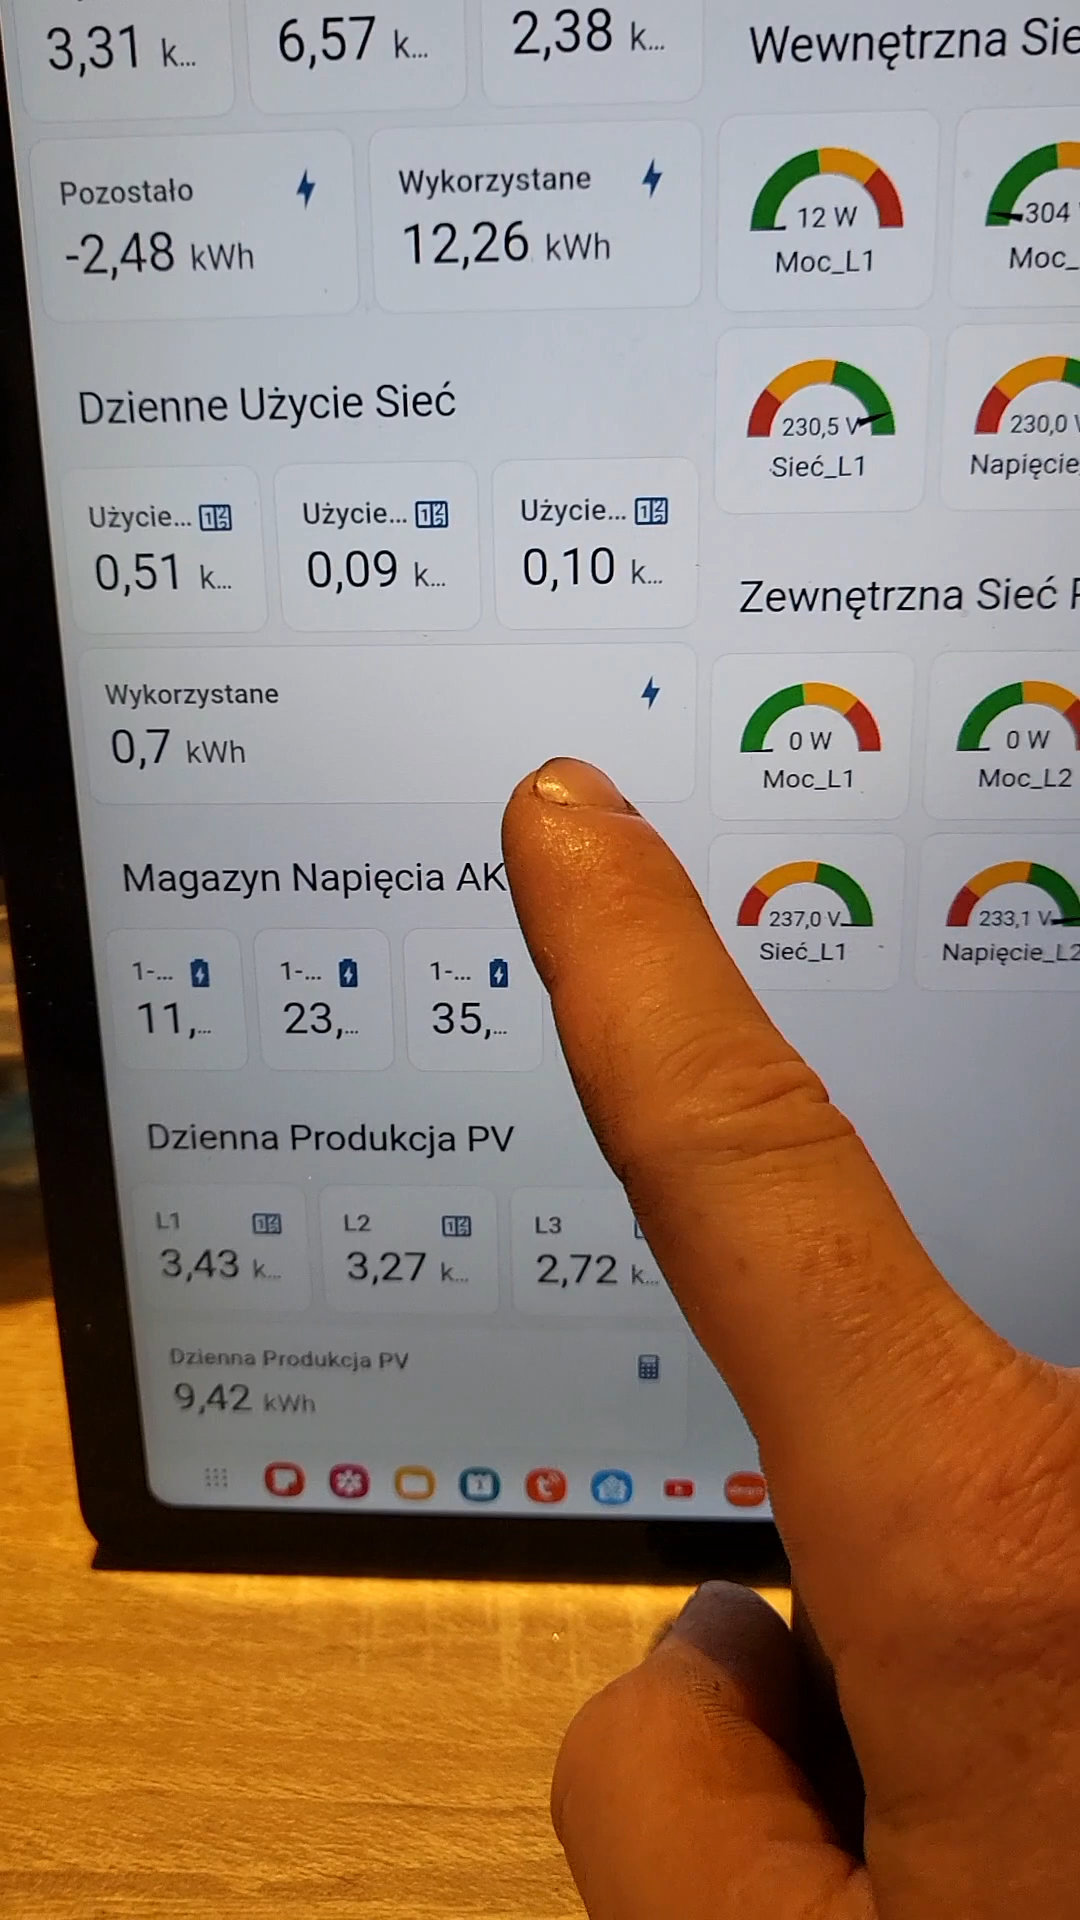 3,31 k...
6,57 k...
2,38 k...
Pozostało
-2,48 kWh
Wykorzystane
12,26 kWh
Dzienne Użycie Sieć
Użycie...
0,51 k...
Użycie...
0,09 k...
Użycie...
0,10 k...
Wykorzystane
0,7 kWh
Magazyn Napięcia AK
1-...
11,...
1-...
23,...
1-...
35,...
Dzienna Produkcja PV
L1
3,43 k...
L2
3,27 k...
L3
2,72 k...
Dzienna Produkcja PV
9,42 kWh
Wewnętrzna Sie
12 W
Moc_L1
304
Moc_
230,5 V
Sieć_L1
230,0 V
Napięcie
Zewnętrzna Sieć
0 W
Moc_L1
0 W
Moc_L2
237,0 V
Sieć_L1
233,1 V
Napięcie_L2